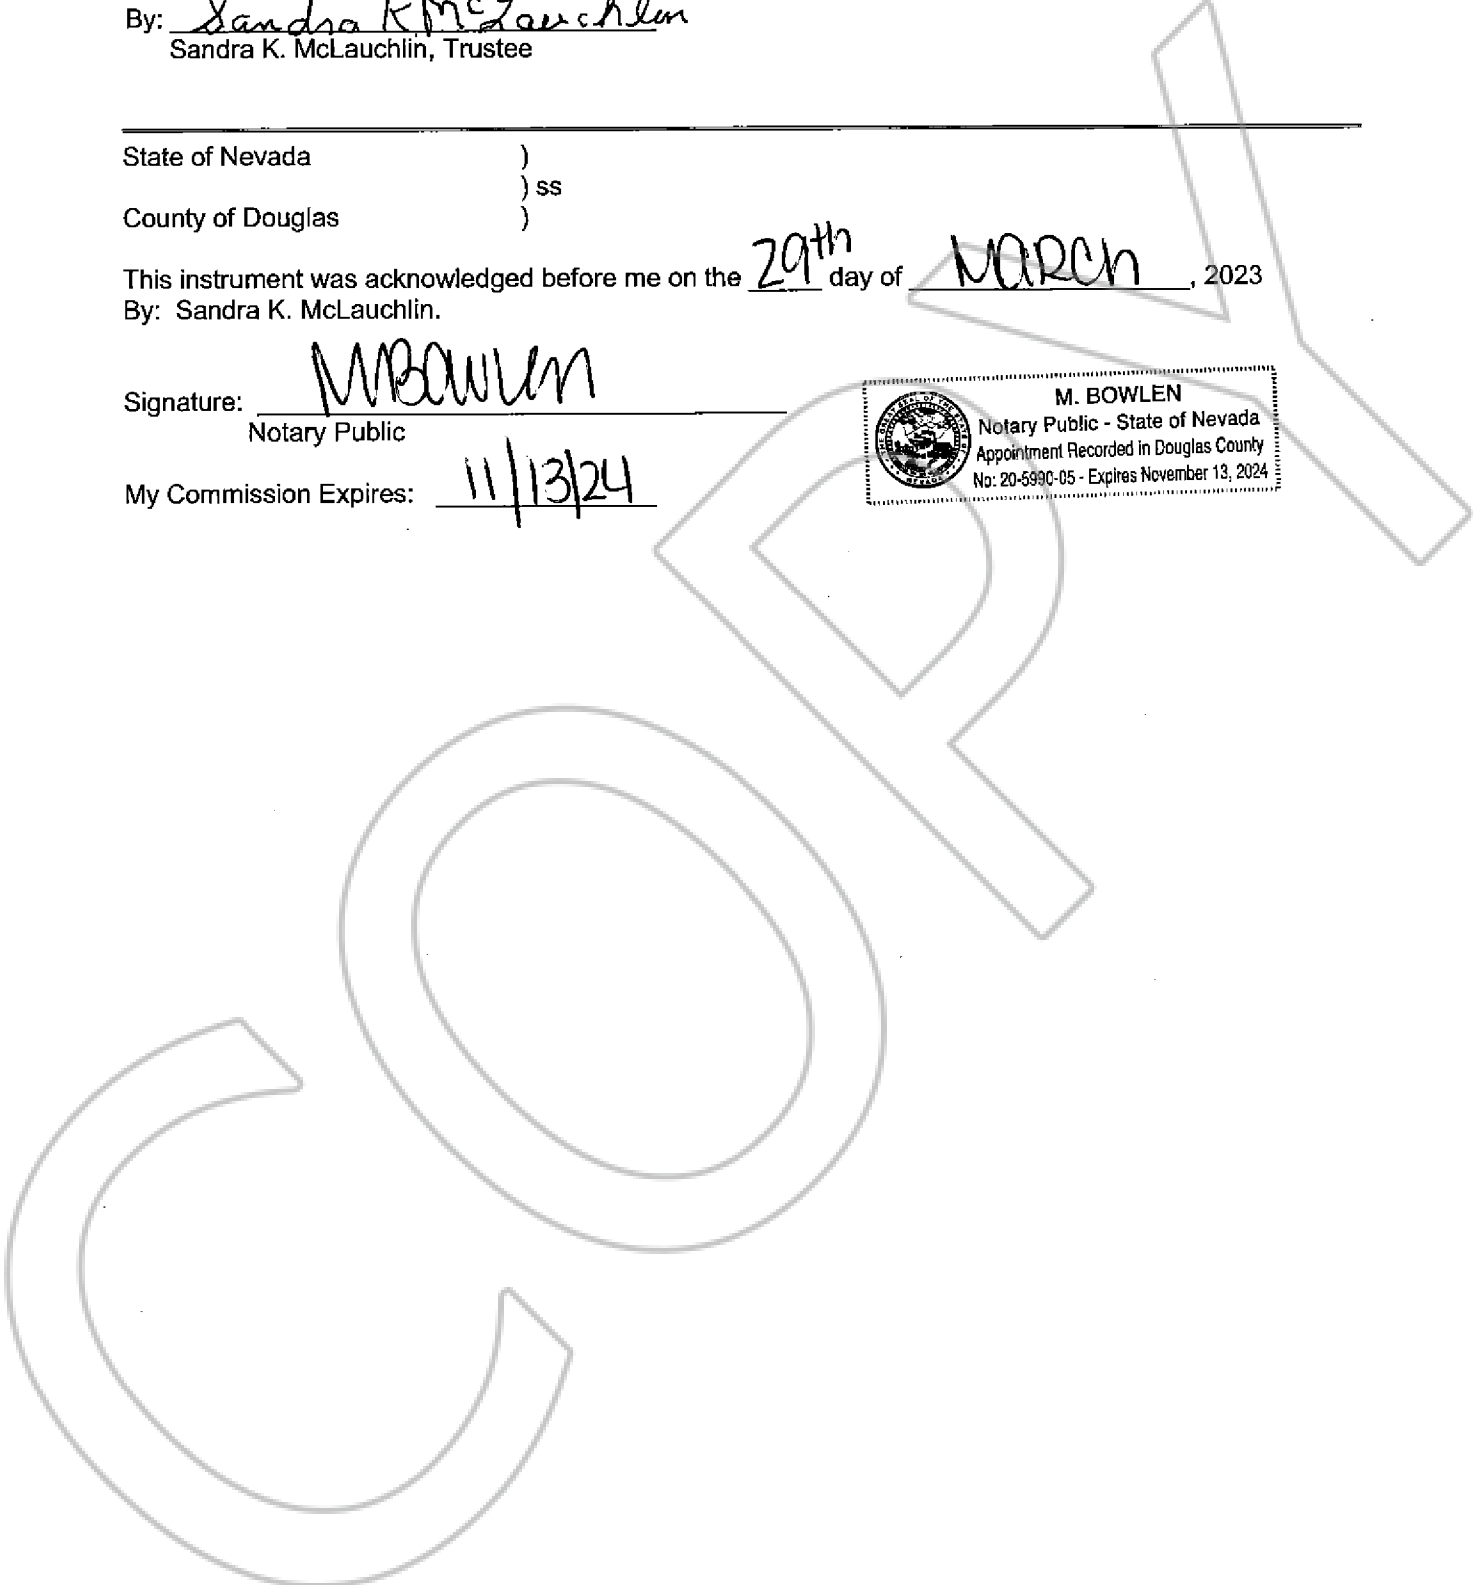 By: Sandra K McLauchlin
Sandra K. McLauchlin, Trustee
State of Nevada )
) ss
County of Douglas )
This instrument was acknowledged before me on the 29th day of MARCH, 2023
By: Sandra K. McLauchlin.
Signature: MBowlen
Notary Public
M. BOWLEN
Notary Public - State of Nevada
Appointment Recorded in Douglas County
No: 20-5990-05 - Expires November 13, 2024
My Commission Expires: 11/13/24
COPY